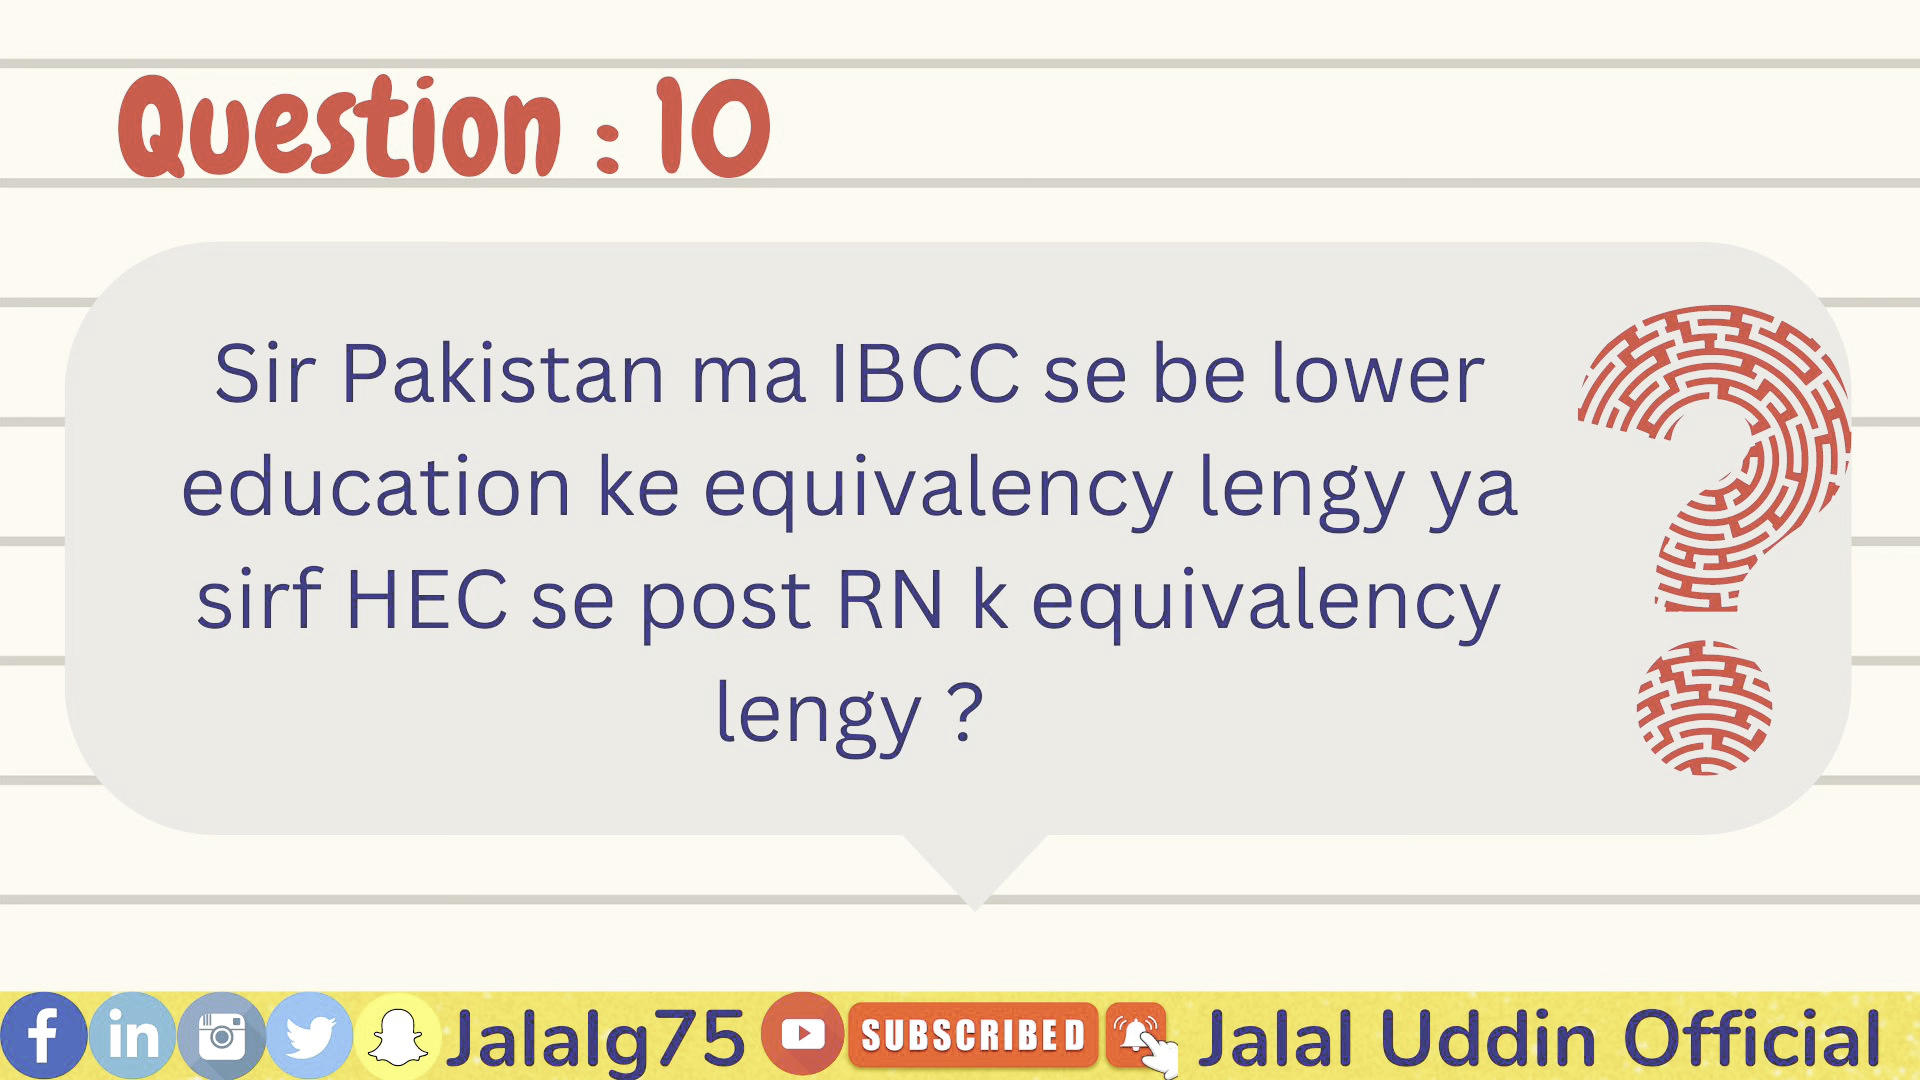 Question : 10
Sir Pakistan ma IBCC se be lower
education ke equivalency lengy ya
sirf HEC se post RN k equivalency
lengy ?
Jalalg75 SUBSCRIBED Jalal Uddin Official